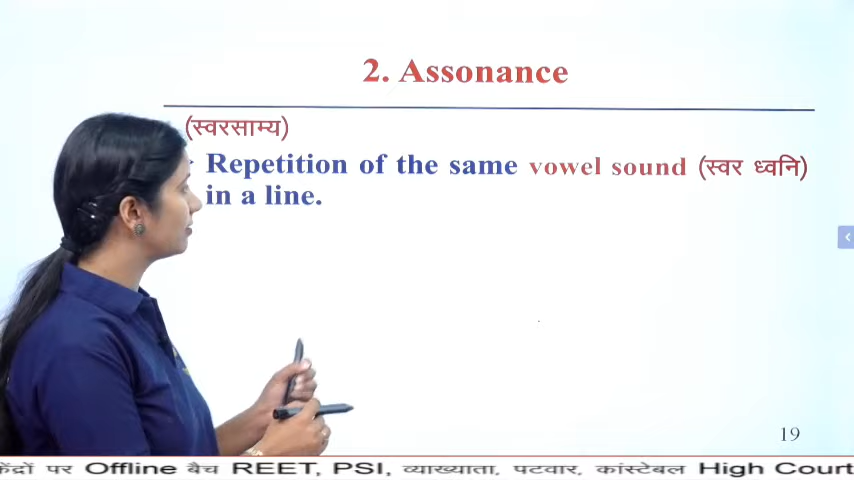 2. Assonance
(स्वरसाम्य)
Repetition of the same vowel sound (स्वर ध्वनि)
in a line.
19
केंद्रों पर Offline बैच REET, PSI, व्याख्याता, पटवार, कांस्टेबल High Court